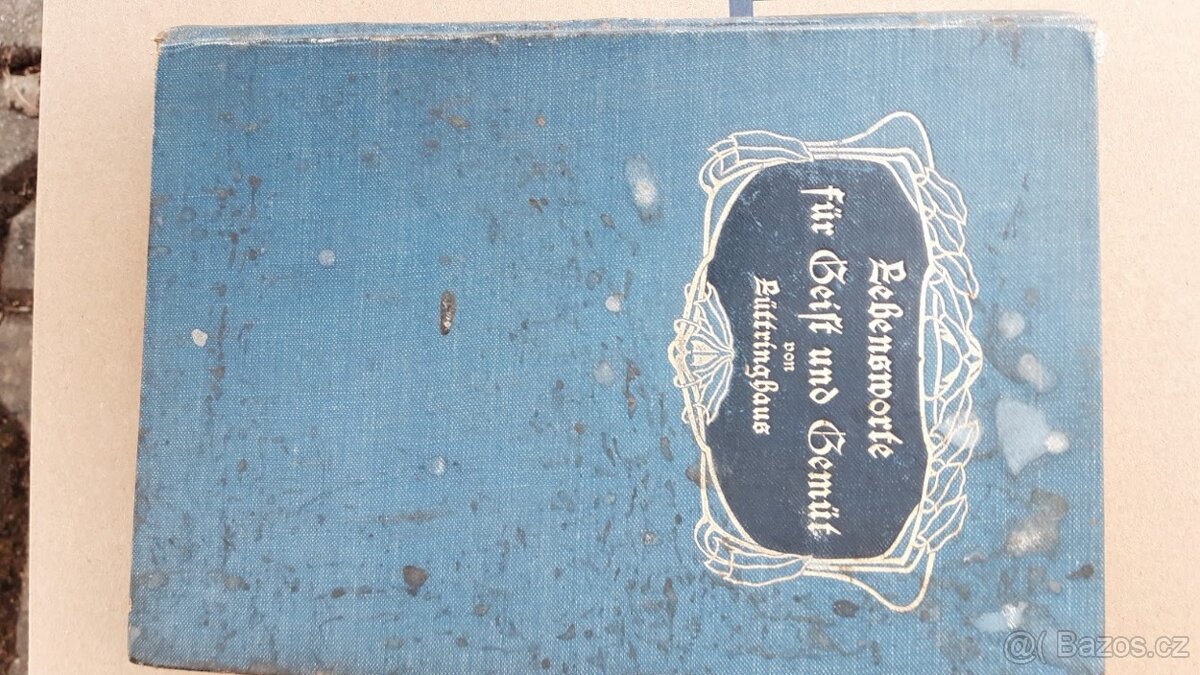 Lebensworte
für Geist und Gemüt
von
Lüttringhaus
@( Bazos.cz